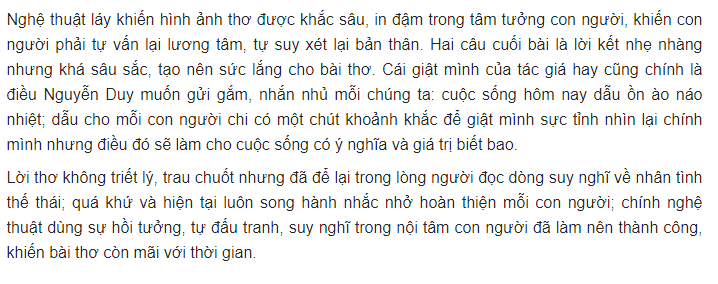 Nghệ thuật láy khiến hình ảnh thơ được khắc sâu, in đậm trong tâm tưởng con người, khiến con
người phải tự vấn lại lương tâm, tự suy xét lại bản thân. Hai câu cuối bài là lời kết nhẹ nhàng
nhưng khá sâu sắc, tạo nên sức lắng cho bài thơ. Cái giật mình của tác giả hay cũng chính là
điều Nguyễn Duy muốn gửi gắm, nhắn nhủ mỗi chúng ta: cuộc sống hôm nay dẫu ồn ào náo
nhiệt; dẫu cho mỗi con người chỉ có một chút khoảnh khắc để giật mình sực tỉnh nhìn lại chính
mình nhưng điều đó sẽ làm cho cuộc sống có ý nghĩa và giá trị biết bao.
Lời thơ không triết lý, trau chuốt nhưng đã để lại trong lòng người đọc dòng suy nghĩ về nhân tình
thế thái; quá khứ và hiện tại luôn song hành nhắc nhở hoàn thiện mỗi con người; chính nghệ
thuật dùng sự hồi tưởng, tự đấu tranh, suy nghĩ trong nội tâm con người đã làm nên thành công,
khiến bài thơ còn mãi với thời gian.